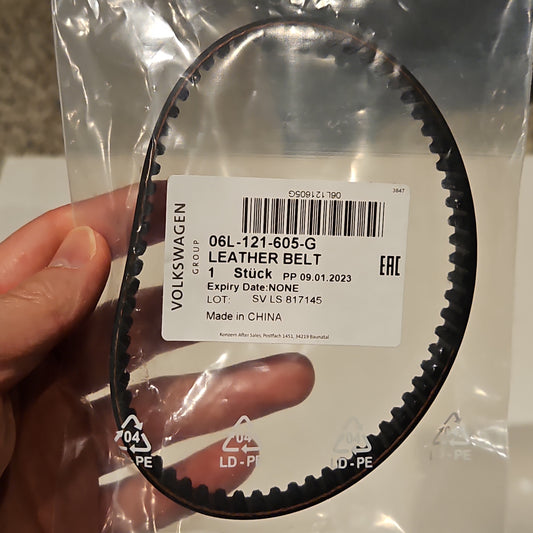 06L121605G
3847
VOLKSWAGEN
GROUP
06L-121-605-G
LEATHER BELT
1 Stück PP 09.01.2023
Expiry Date:NONE
LOT: SV LS 817145
Made in CHINA
EAC
Konzern After Sales, Postfach 1451, 34219 Baunatal
04 04 04 04
PE LD-PE LD-PE LD-PE